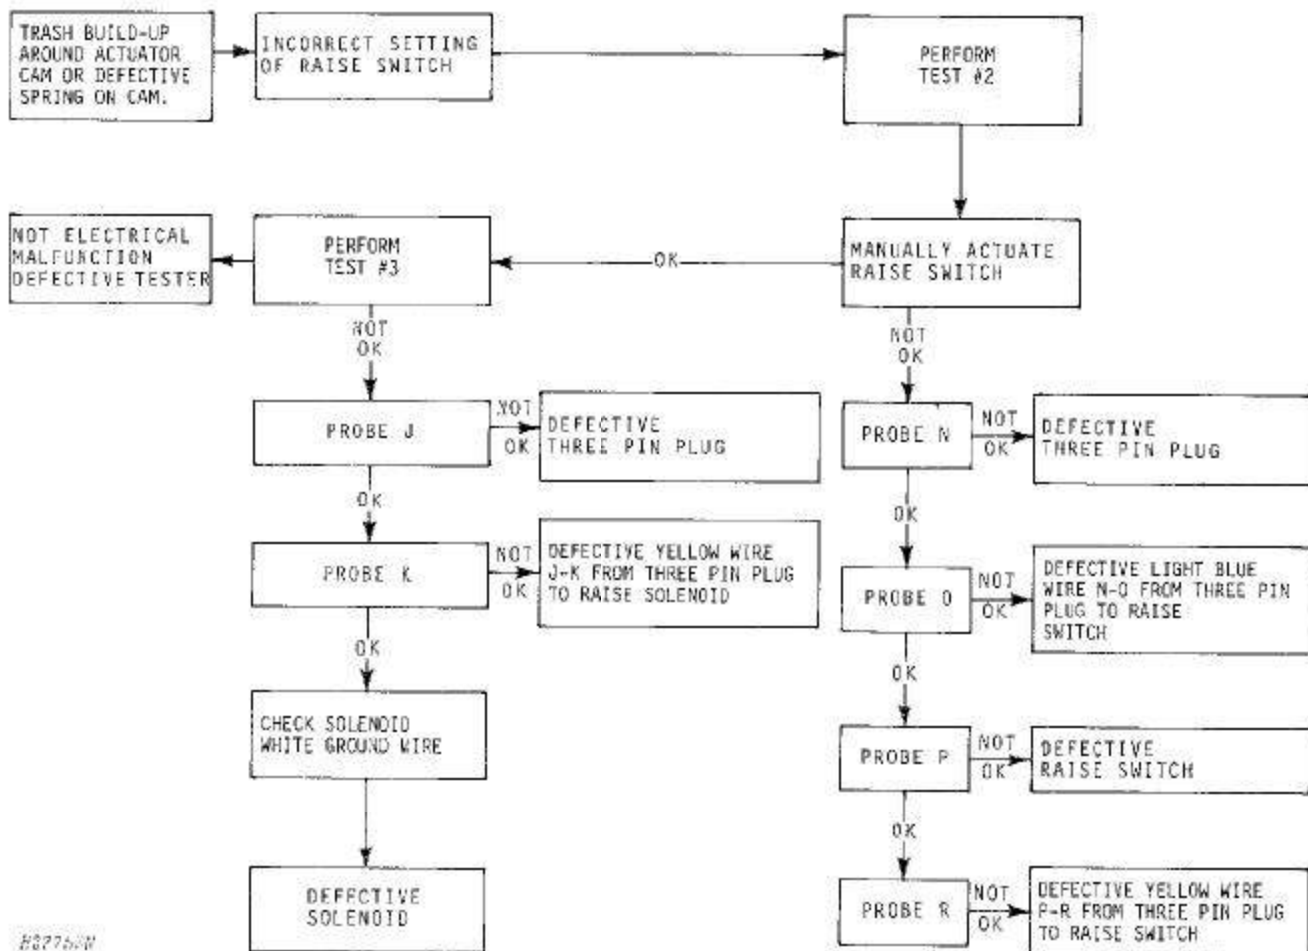 TRASH BUILD-UP
AROUND ACTUATOR
CAM OR DEFECTIVE
SPRING ON CAM.
INCORRECT SETTING
OF RAISE SWITCH
PERFORM
TEST #2
NOT ELECTRICAL
MALFUNCTION
DEFECTIVE TESTER
PERFORM
TEST #3
OK
MANUALLY ACTUATE
RAISE SWITCH
NOT
OK
NOT
OK
PROBE J
NOT
OK
DEFECTIVE
THREE PIN PLUG
PROBE N
NOT
OK
DEFECTIVE
THREE PIN PLUG
OK
OK
PROBE K
NOT
OK
DEFECTIVE YELLOW WIRE
J-K FROM THREE PIN PLUG
TO RAISE SOLENOID
PROBE O
NOT
OK
DEFECTIVE LIGHT BLUE
WIRE N-O FROM THREE PIN
PLUG TO RAISE
SWITCH
OK
OK
CHECK SOLENOID
WHITE GROUND WIRE
PROBE P
NOT
OK
DEFECTIVE
RAISE SWITCH
OK
DEFECTIVE
SOLENOID
PROBE R
NOT
OK
DEFECTIVE YELLOW WIRE
P-R FROM THREE PIN PLUG
TO RAISE SWITCH